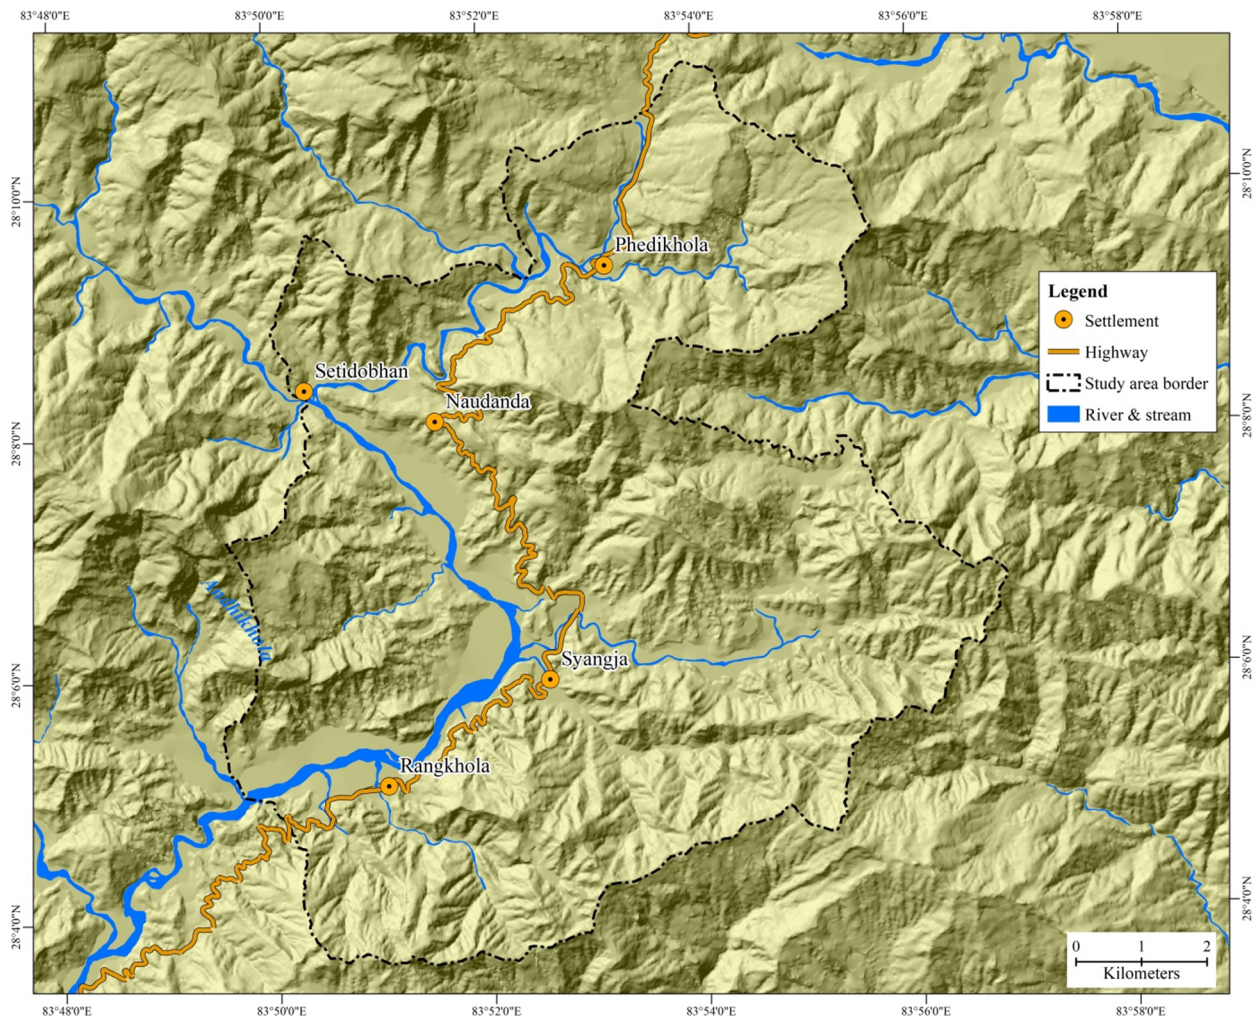 83°48'0"E 83°50'0"E 83°52'0"E 83°54'0"E 83°56'0"E 83°58'0"E
28°10'0"N 28°10'0"N
Phedikhola
Legend
Settlement
Highway
Study area border
River & stream
Setidobhan
Naudanda
28°8'0"N 28°8'0"N
Andhikhola
Syangja
28°6'0"N 28°6'0"N
Rangkhola
28°4'0"N 28°4'0"N
0 1 2
Kilometers
83°48'0"E 83°50'0"E 83°52'0"E 83°54'0"E 83°56'0"E 83°58'0"E